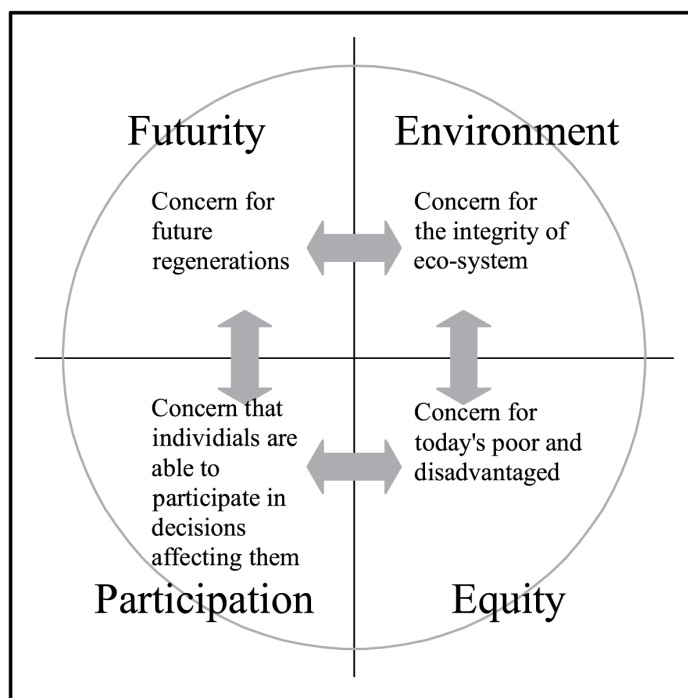 Futurity
Concern for
future
regenerations
Environment
Concern for
the integrity of
eco-system
Concern that
individials are
able to
participate in
decisions
affecting them
Participation
Concern for
today's poor and
disadvantaged
Equity